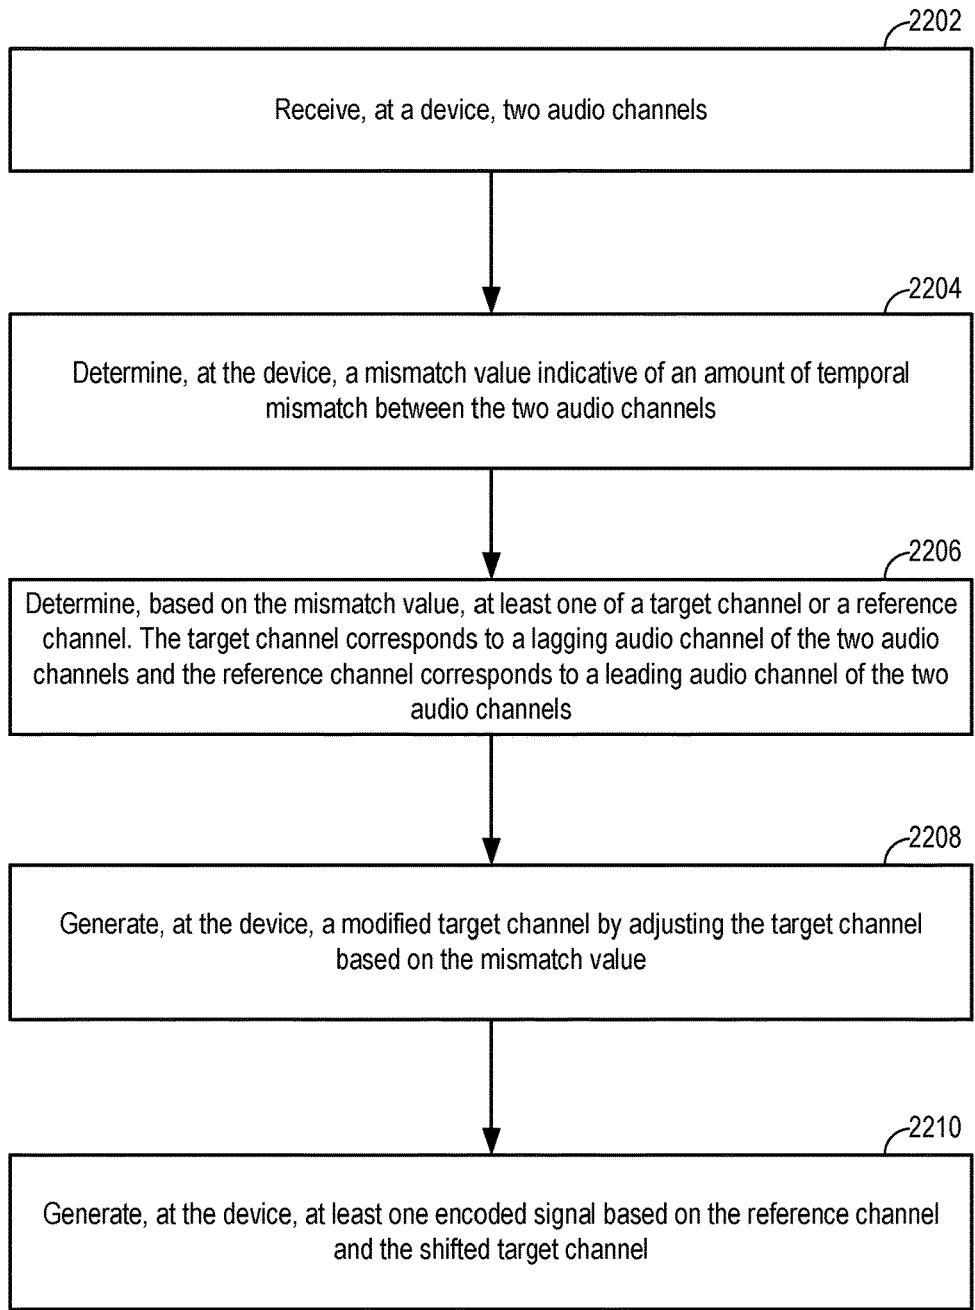 2202
Receive, at a device, two audio channels
2204
Determine, at the device, a mismatch value indicative of an amount of temporal
mismatch between the two audio channels
2206
Determine, based on the mismatch value, at least one of a target channel or a reference
channel. The target channel corresponds to a lagging audio channel of the two audio
channels and the reference channel corresponds to a leading audio channel of the two
audio channels
2208
Generate, at the device, a modified target channel by adjusting the target channel
based on the mismatch value
2210
Generate, at the device, at least one encoded signal based on the reference channel
and the shifted target channel